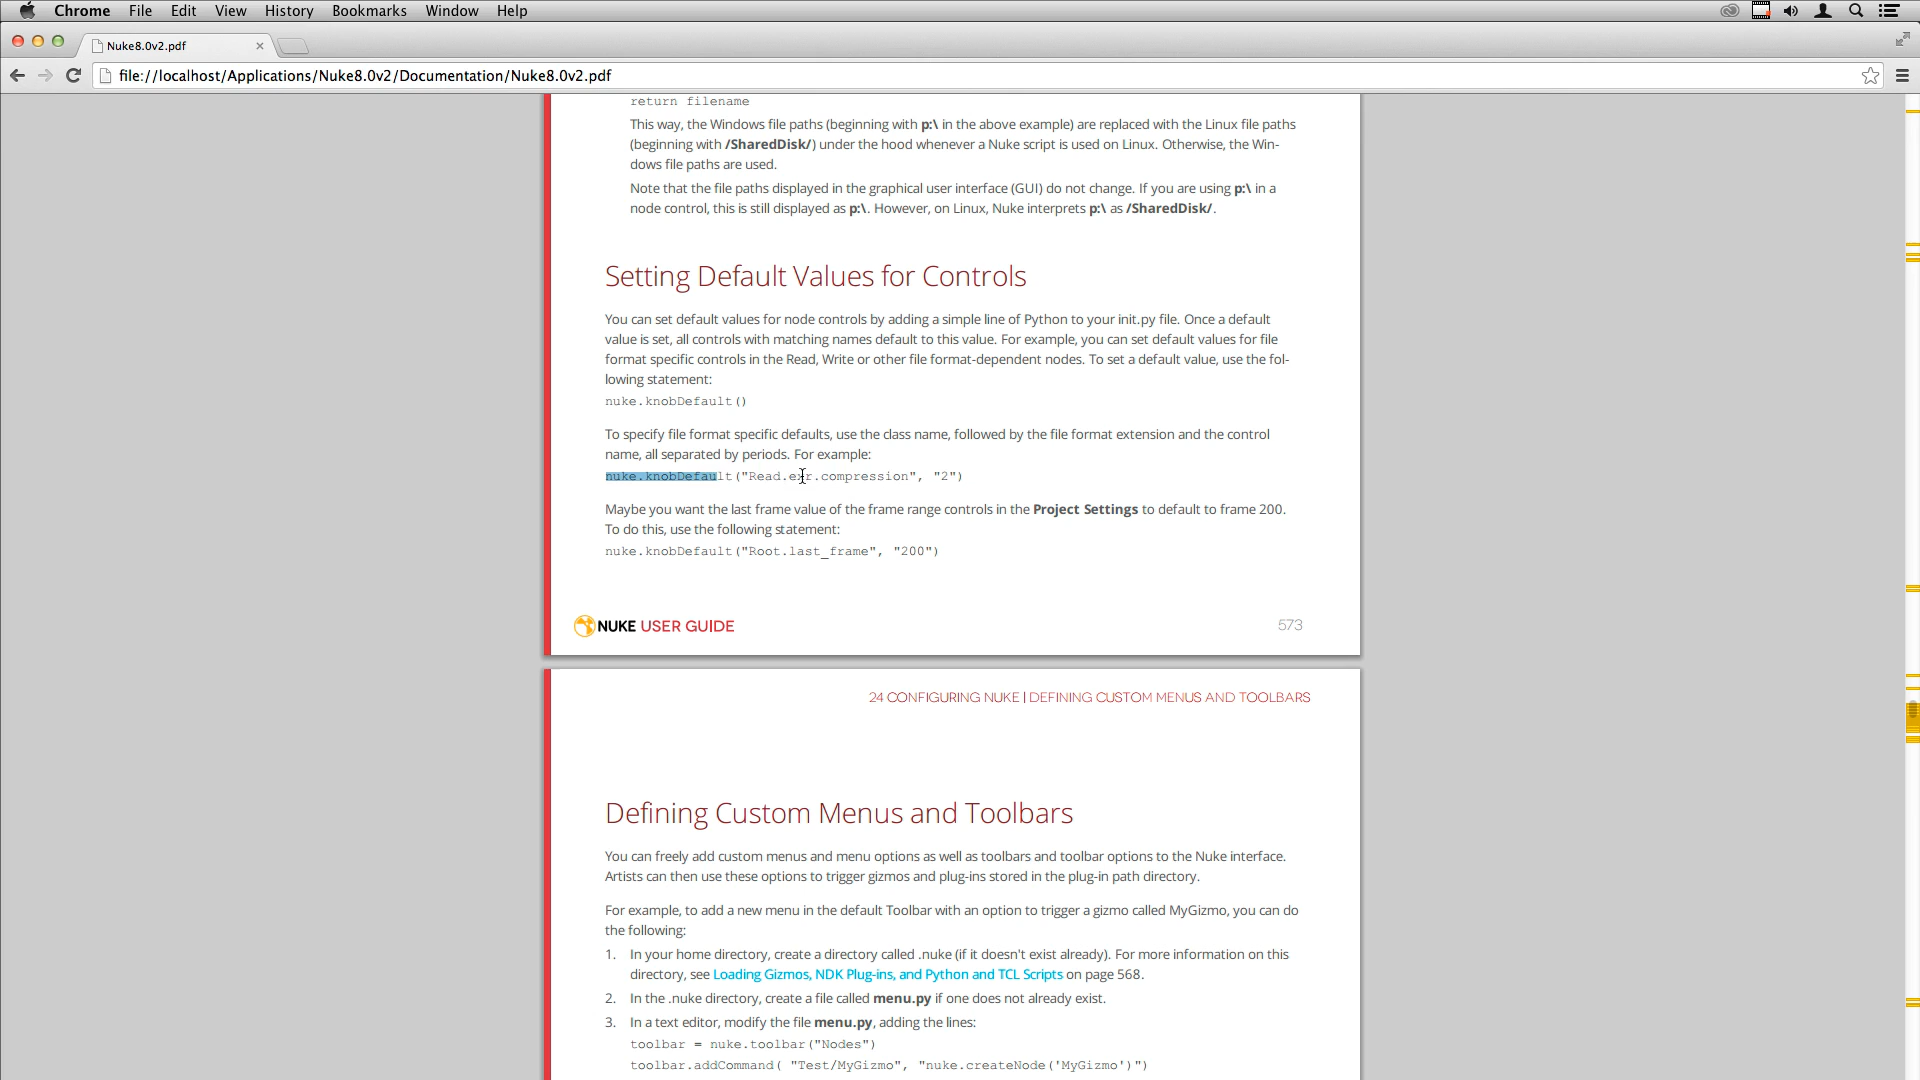 Chrome File Edit View History Bookmarks Window Help
Nuke8.0v2.pdf
file://localhost/Applications/Nuke8.0v2/Documentation/Nuke8.0v2.pdf
return filename
This way, the Windows file paths (beginning with p:\ in the above example) are replaced with the Linux file paths
(beginning with /SharedDisk/) under the hood whenever a Nuke script is used on Linux. Otherwise, the Win-
dows file paths are used.
Note that the file paths displayed in the graphical user interface (GUI) do not change. If you are using p:\ in a
node control, this is still displayed as p:\. However, on Linux, Nuke interprets p:\ as /SharedDisk/.
Setting Default Values for Controls
You can set default values for node controls by adding a simple line of Python to your init.py file. Once a default
value is set, all controls with matching names default to this value. For example, you can set default values for file
format specific controls in the Read, Write or other file format-dependent nodes. To set a default value, use the fol-
lowing statement:
nuke.knobDefault()
To specify file format specific defaults, use the class name, followed by the file format extension and the control
name, all separated by periods. For example:
nuke.knobDefault("Read.exr.compression", "2")
Maybe you want the last frame value of the frame range controls in the Project Settings to default to frame 200.
To do this, use the following statement:
nuke.knobDefault("Root.last_frame", "200")
NUKE USER GUIDE 573
24 CONFIGURING NUKE | DEFINING CUSTOM MENUS AND TOOLBARS
Defining Custom Menus and Toolbars
You can freely add custom menus and menu options as well as toolbars and toolbar options to the Nuke interface.
Artists can then use these options to trigger gizmos and plug-ins stored in the plug-in path directory.
For example, to add a new menu in the default Toolbar with an option to trigger a gizmo called MyGizmo, you can do
the following:
1. In your home directory, create a directory called .nuke (if it doesn't exist already). For more information on this
directory, see Loading Gizmos, NDK Plug-ins, and Python and TCL Scripts on page 568.
2. In the .nuke directory, create a file called menu.py if one does not already exist.
3. In a text editor, modify the file menu.py, adding the lines:
toolbar = nuke.toolbar("Nodes")
toolbar.addCommand( "Test/MyGizmo", "nuke.createNode('MyGizmo')")